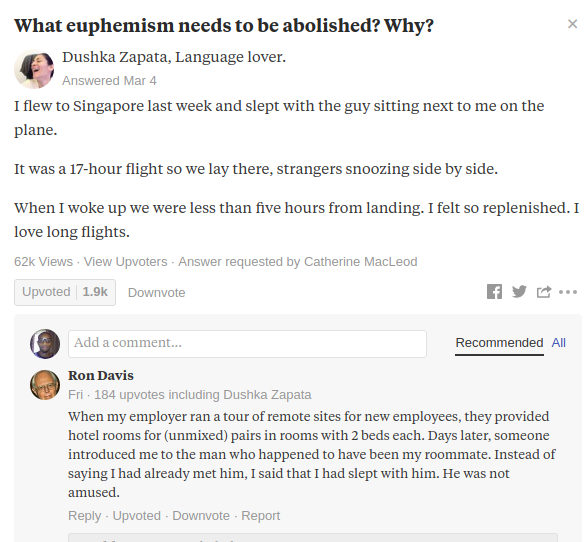 What euphemism needs to be abolished? Why?
Dushka Zapata, Language lover.
Answered Mar 4
I flew to Singapore last week and slept with the guy sitting next to me on the
plane.
It was a 17-hour flight so we lay there, strangers snoozing side by side.
When I woke up we were less than five hours from landing. I felt so replenished. I
love long flights.
62k Views · View Upvoters · Answer requested by Catherine MacLeod
Upvoted 1.9k Downvote
Add a comment...
Recommended All
Ron Davis
Fri · 184 upvotes including Dushka Zapata
When my employer ran a tour of remote sites for new employees, they provided
hotel rooms for (unmixed) pairs in rooms with 2 beds each. Days later, someone
introduced me to the man who happened to have been my roommate. Instead of
saying I had already met him, I said that I had slept with him. He was not
amused.
Reply · Upvoted · Downvote · Report